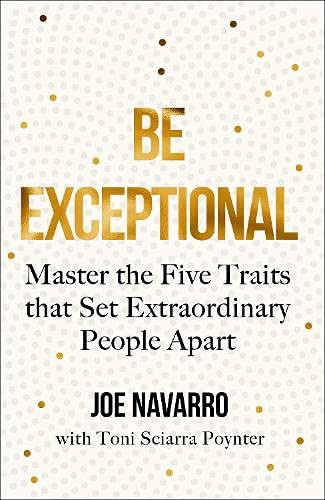 BE
EXCEPTIONAL
Master the Five Traits
that Set Extraordinary
People Apart
JOE NAVARRO
with Toni Sciarra Poynter